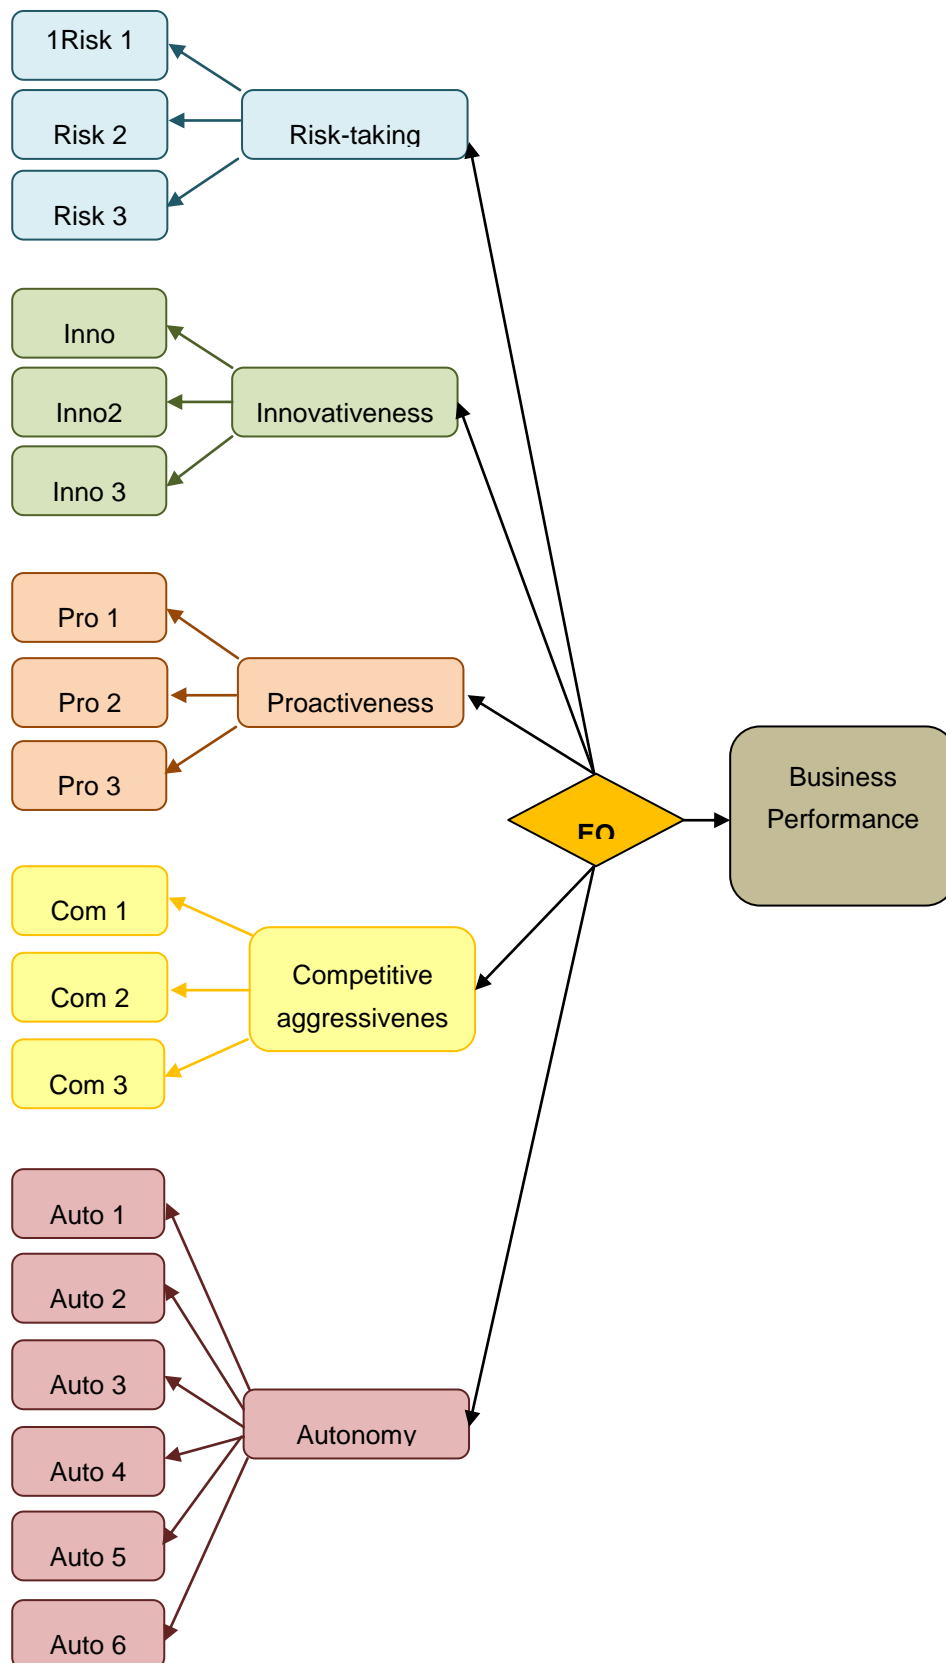 1Risk 1
Risk 2
Risk-taking
Risk 3
Inno
Inno2
Innovativeness
Inno 3
Pro 1
Pro 2
Proactiveness
Pro 3
EO
Business
Performance
Com 1
Com 2
Competitive
aggressivenes
Com 3
Auto 1
Auto 2
Auto 3
Autonomy
Auto 4
Auto 5
Auto 6